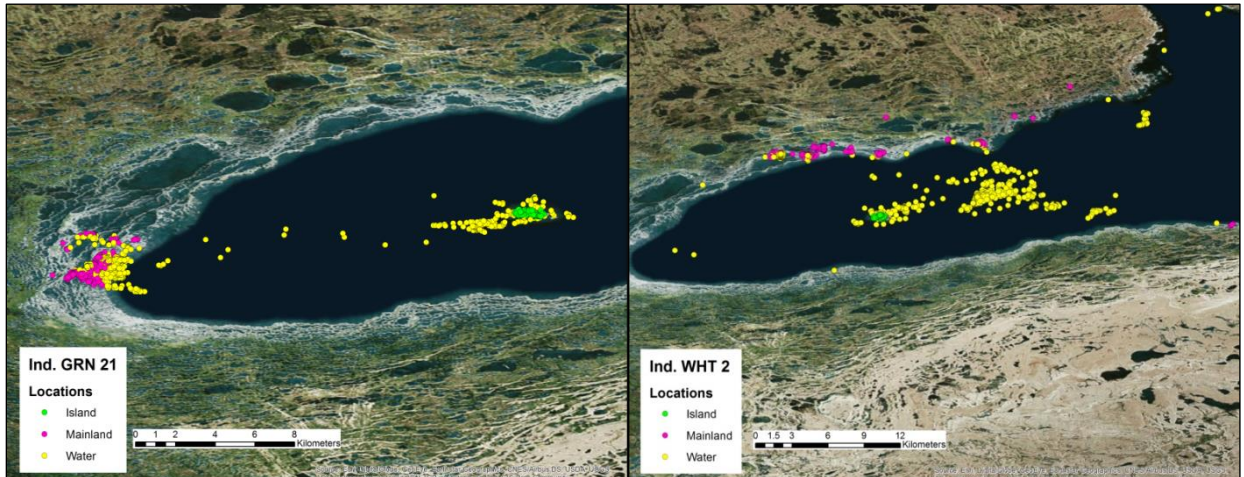 Ind. GRN 21
Locations
Island
Mainland
Water
0 1 2 4 6 8
Kilometers
Ind. WHT 2
Locations
Island
Mainland
Water
0 1.5 3 6 9 12
Kilometers